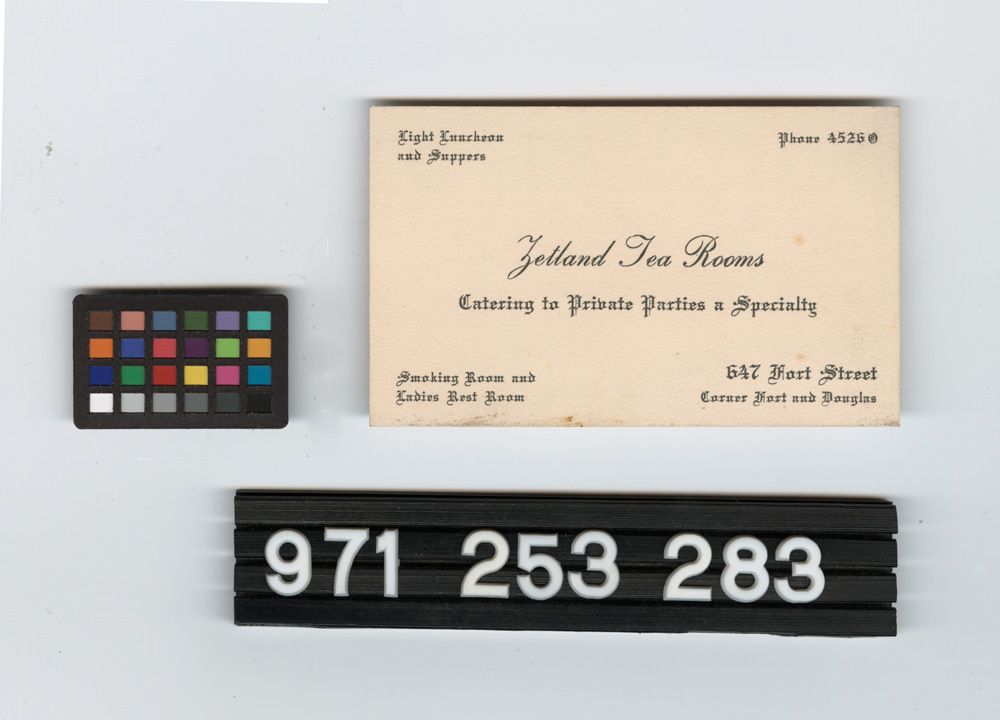 Light Luncheon
and Suppers
Phone 4526O
Zetland Tea Rooms
Catering to Private Parties a Specialty
Smoking Room and
Ladies Rest Room
647 Fort Street
Corner Fort and Douglas
971 253 283